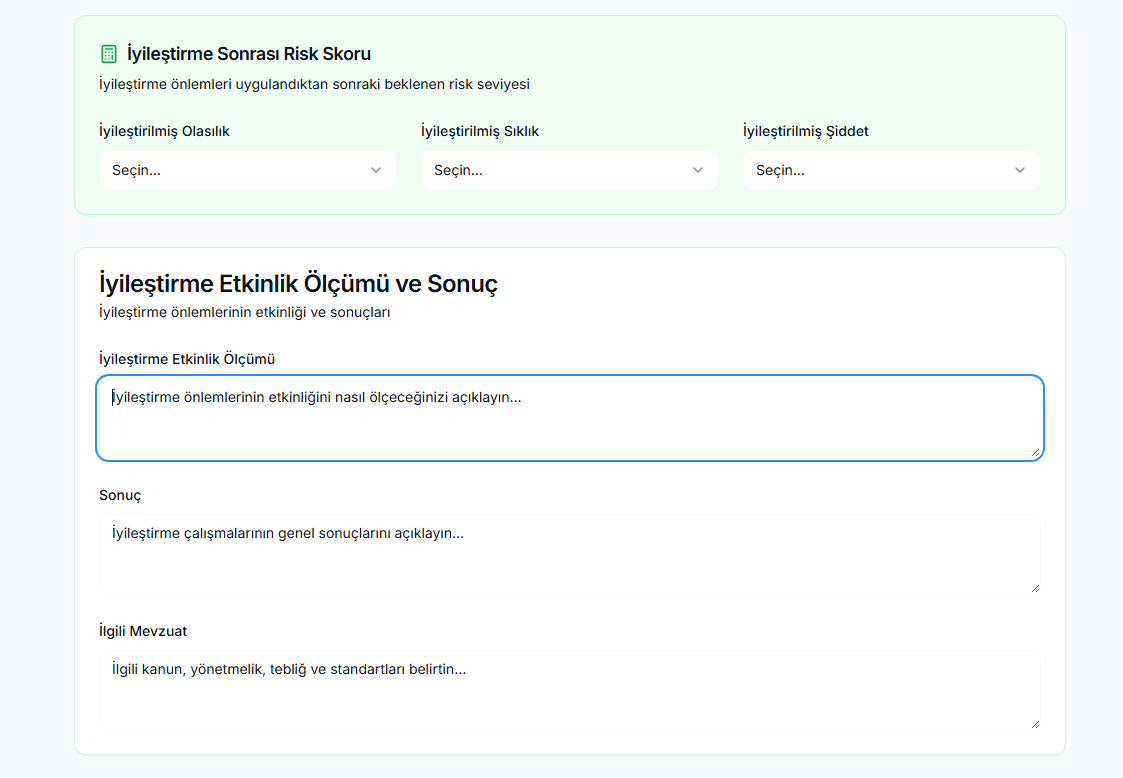 İyileştirme Sonrası Risk Skoru
İyileştirme önlemleri uygulandıktan sonraki beklenen risk seviyesi
İyileştirilmiş Olasılık
İyileştirilmiş Sıklık
İyileştirilmiş Şiddet
Seçin...
Seçin...
Seçin...
İyileştirme Etkinlik Ölçümü ve Sonuç
İyileştirme önlemlerinin etkinliği ve sonuçları
İyileştirme Etkinlik Ölçümü
İyileştirme önlemlerinin etkinliğini nasıl ölçeceğinizi açıklayın...
Sonuç
İyileştirme çalışmalarının genel sonuçlarını açıklayın...
İlgili Mevzuat
İlgili kanun, yönetmelik, tebliğ ve standartları belirtin...